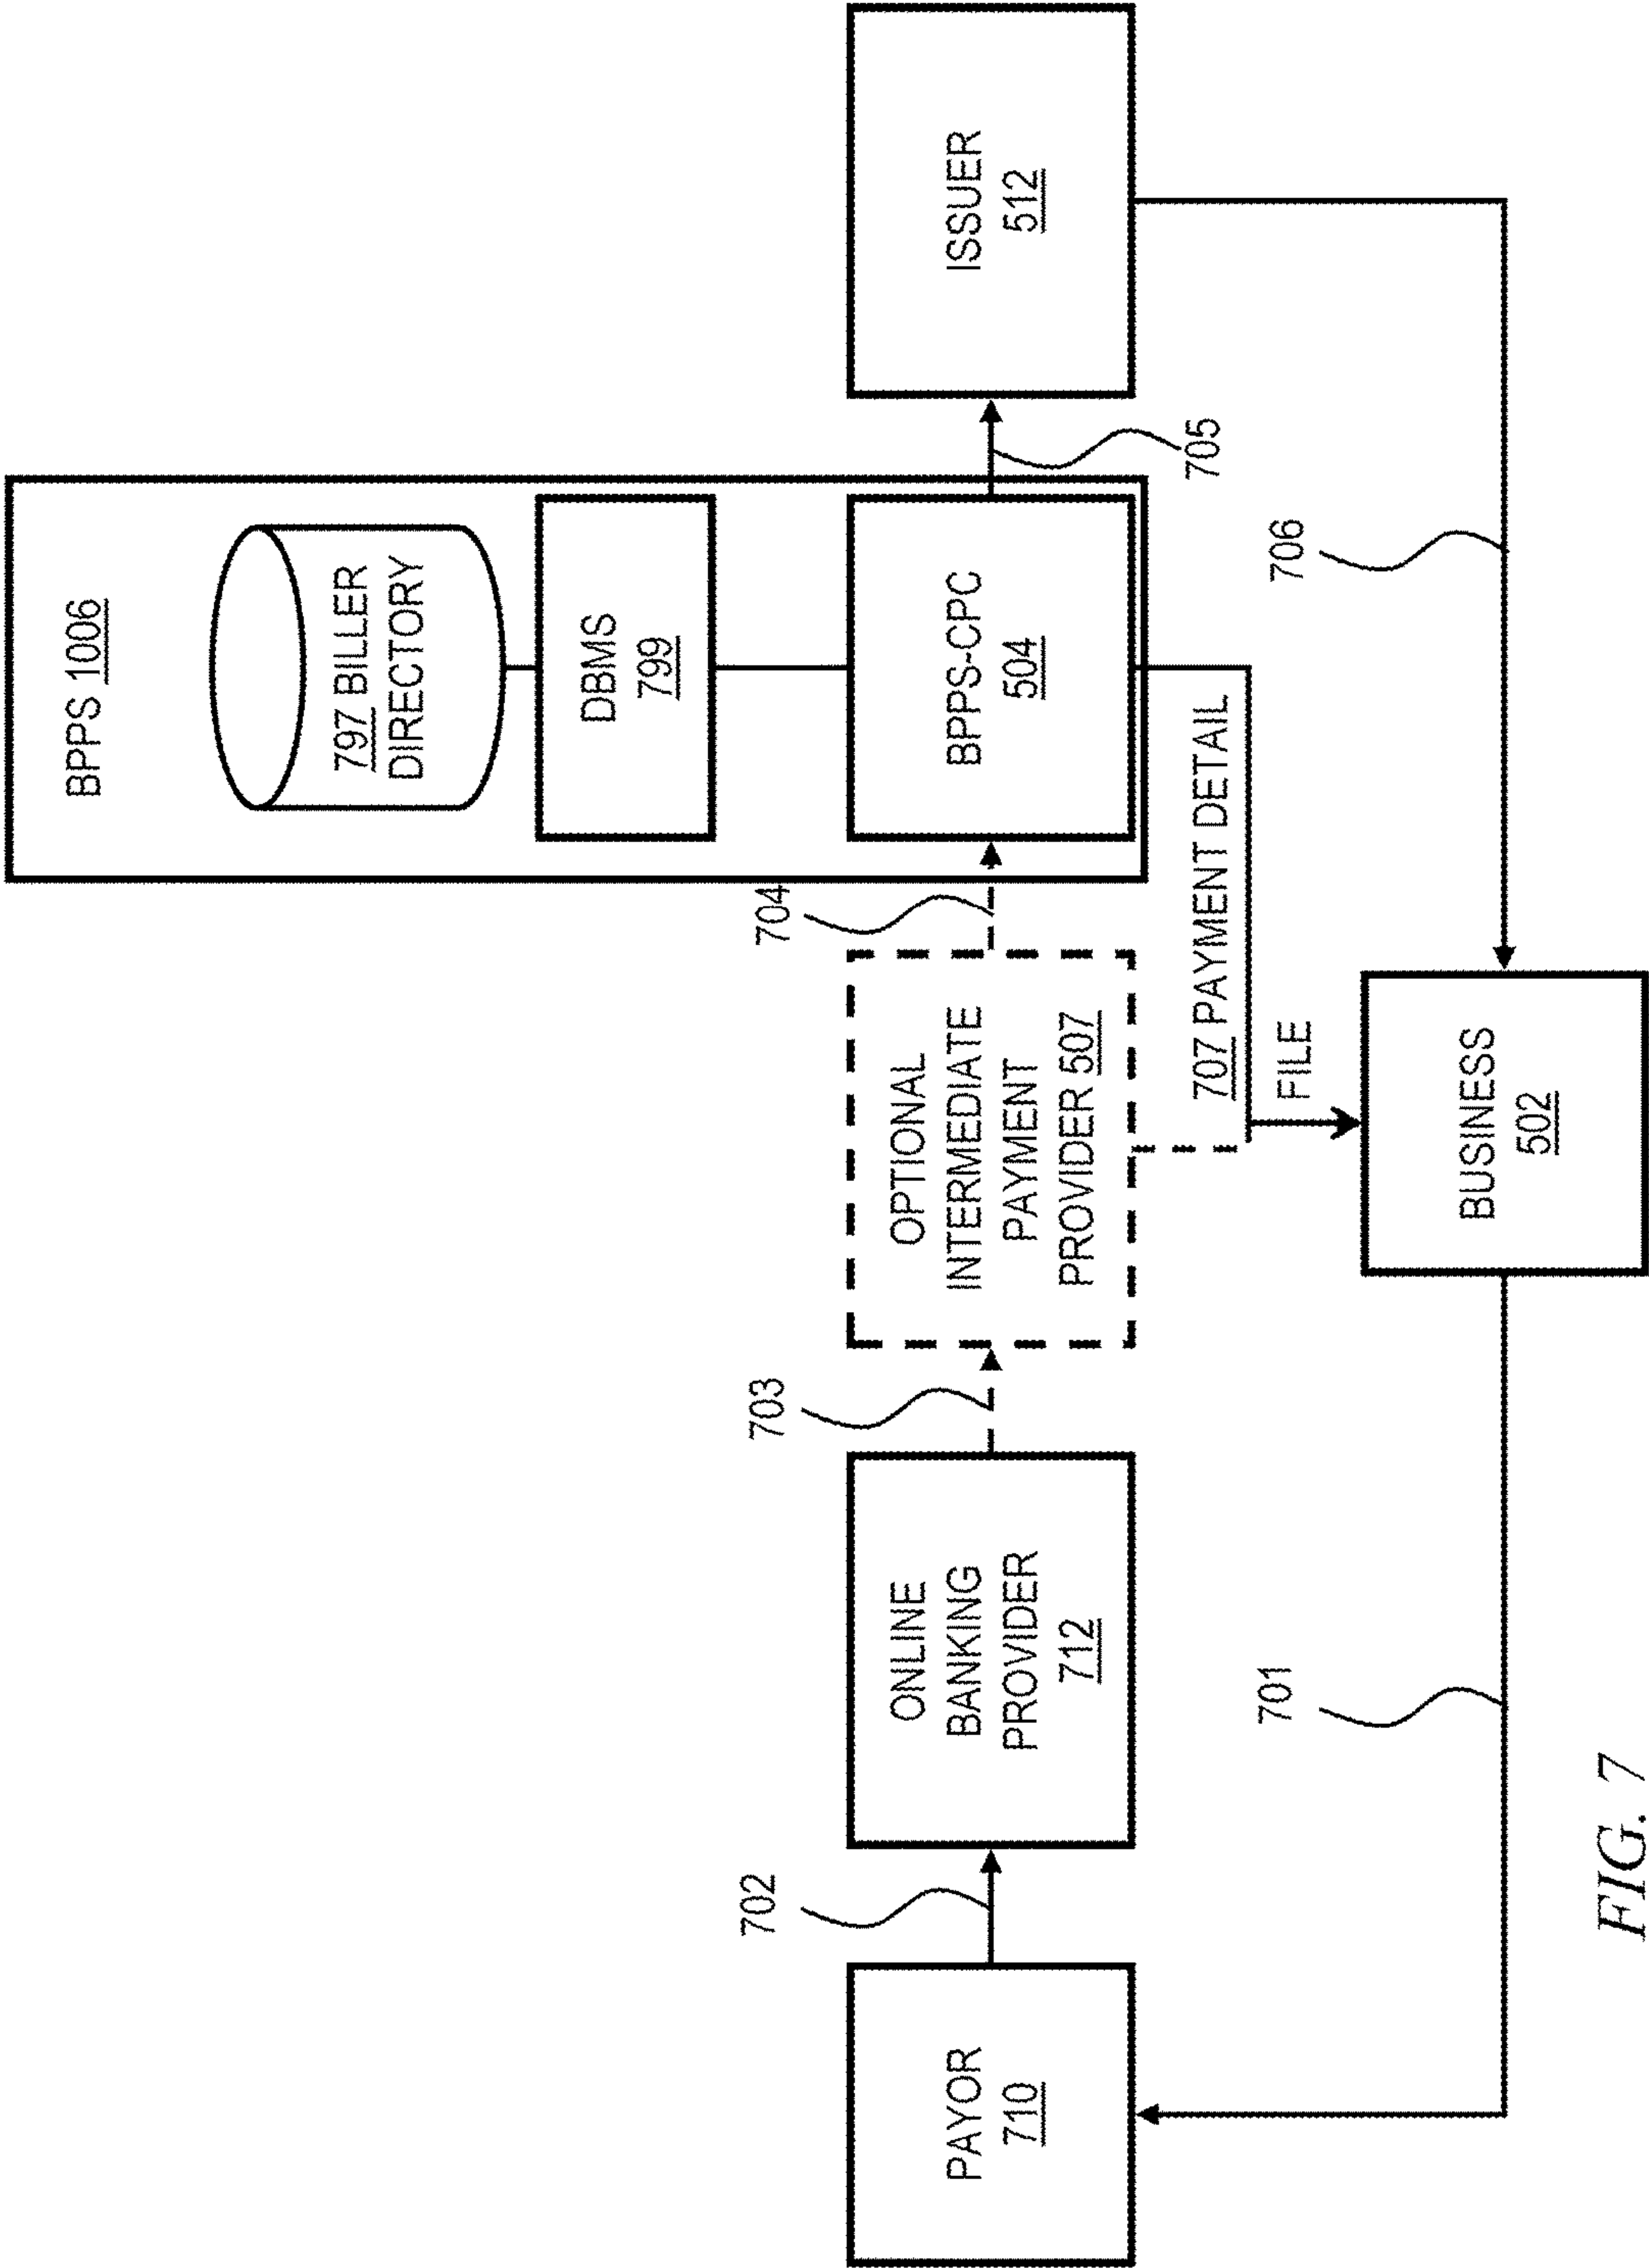 BPPS 1006
797 BILLER
DIRECTORY
DBMS
799
702
703
704
PAYOR
710
ONLINE
BANKING
PROVIDER
712
OPTIONAL
INTERMEDIATE
PAYMENT
PROVIDER 507
BPPS-CPC
504
ISSUER
512
705
707 PAYMENT DETAIL
FILE
701
706
BUSINESS
502
FIG. 7